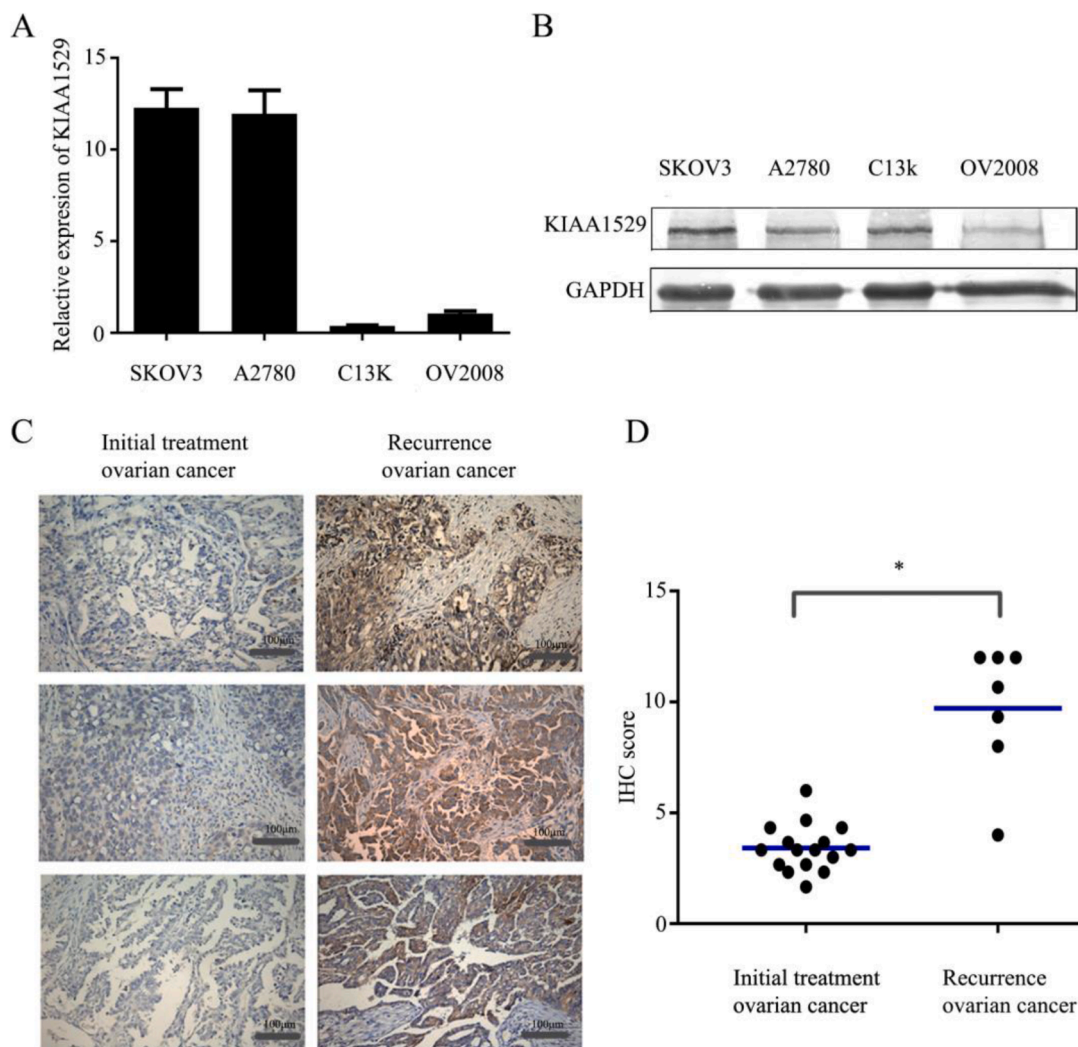 A
Relactive expresion of KIAA1529
15
10
5
0
SKOV3 A2780 C13K OV2008
B
SKOV3 A2780 C13k OV2008
KIAA1529
GAPDH
C
Initial treatment
ovarian cancer
Recurrence
ovarian cancer
100μm
100μm
100μm
100μm
100μm
100μm
D
*
IHC score
15
10
5
0
Initial treatment
ovarian cancer
Recurrence
ovarian cancer